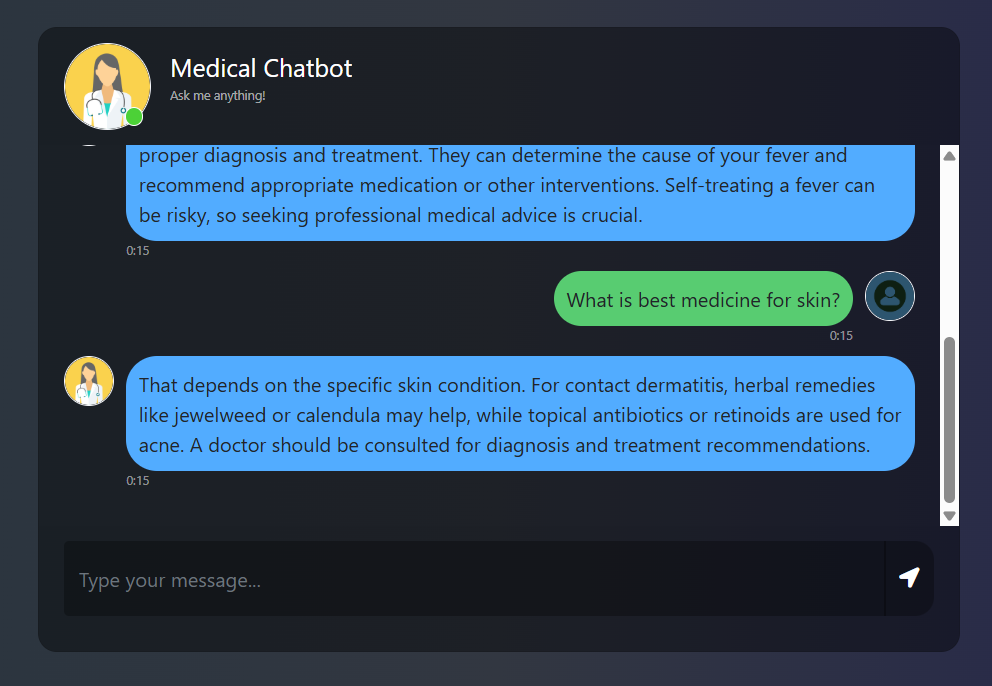 Medical Chatbot
Ask me anything!
proper diagnosis and treatment. They can determine the cause of your fever and
recommend appropriate medication or other interventions. Self-treating a fever can
be risky, so seeking professional medical advice is crucial.
0:15
What is best medicine for skin?
0:15
That depends on the specific skin condition. For contact dermatitis, herbal remedies
like jewelweed or calendula may help, while topical antibiotics or retinoids are used for
acne. A doctor should be consulted for diagnosis and treatment recommendations.
0:15
Type your message...